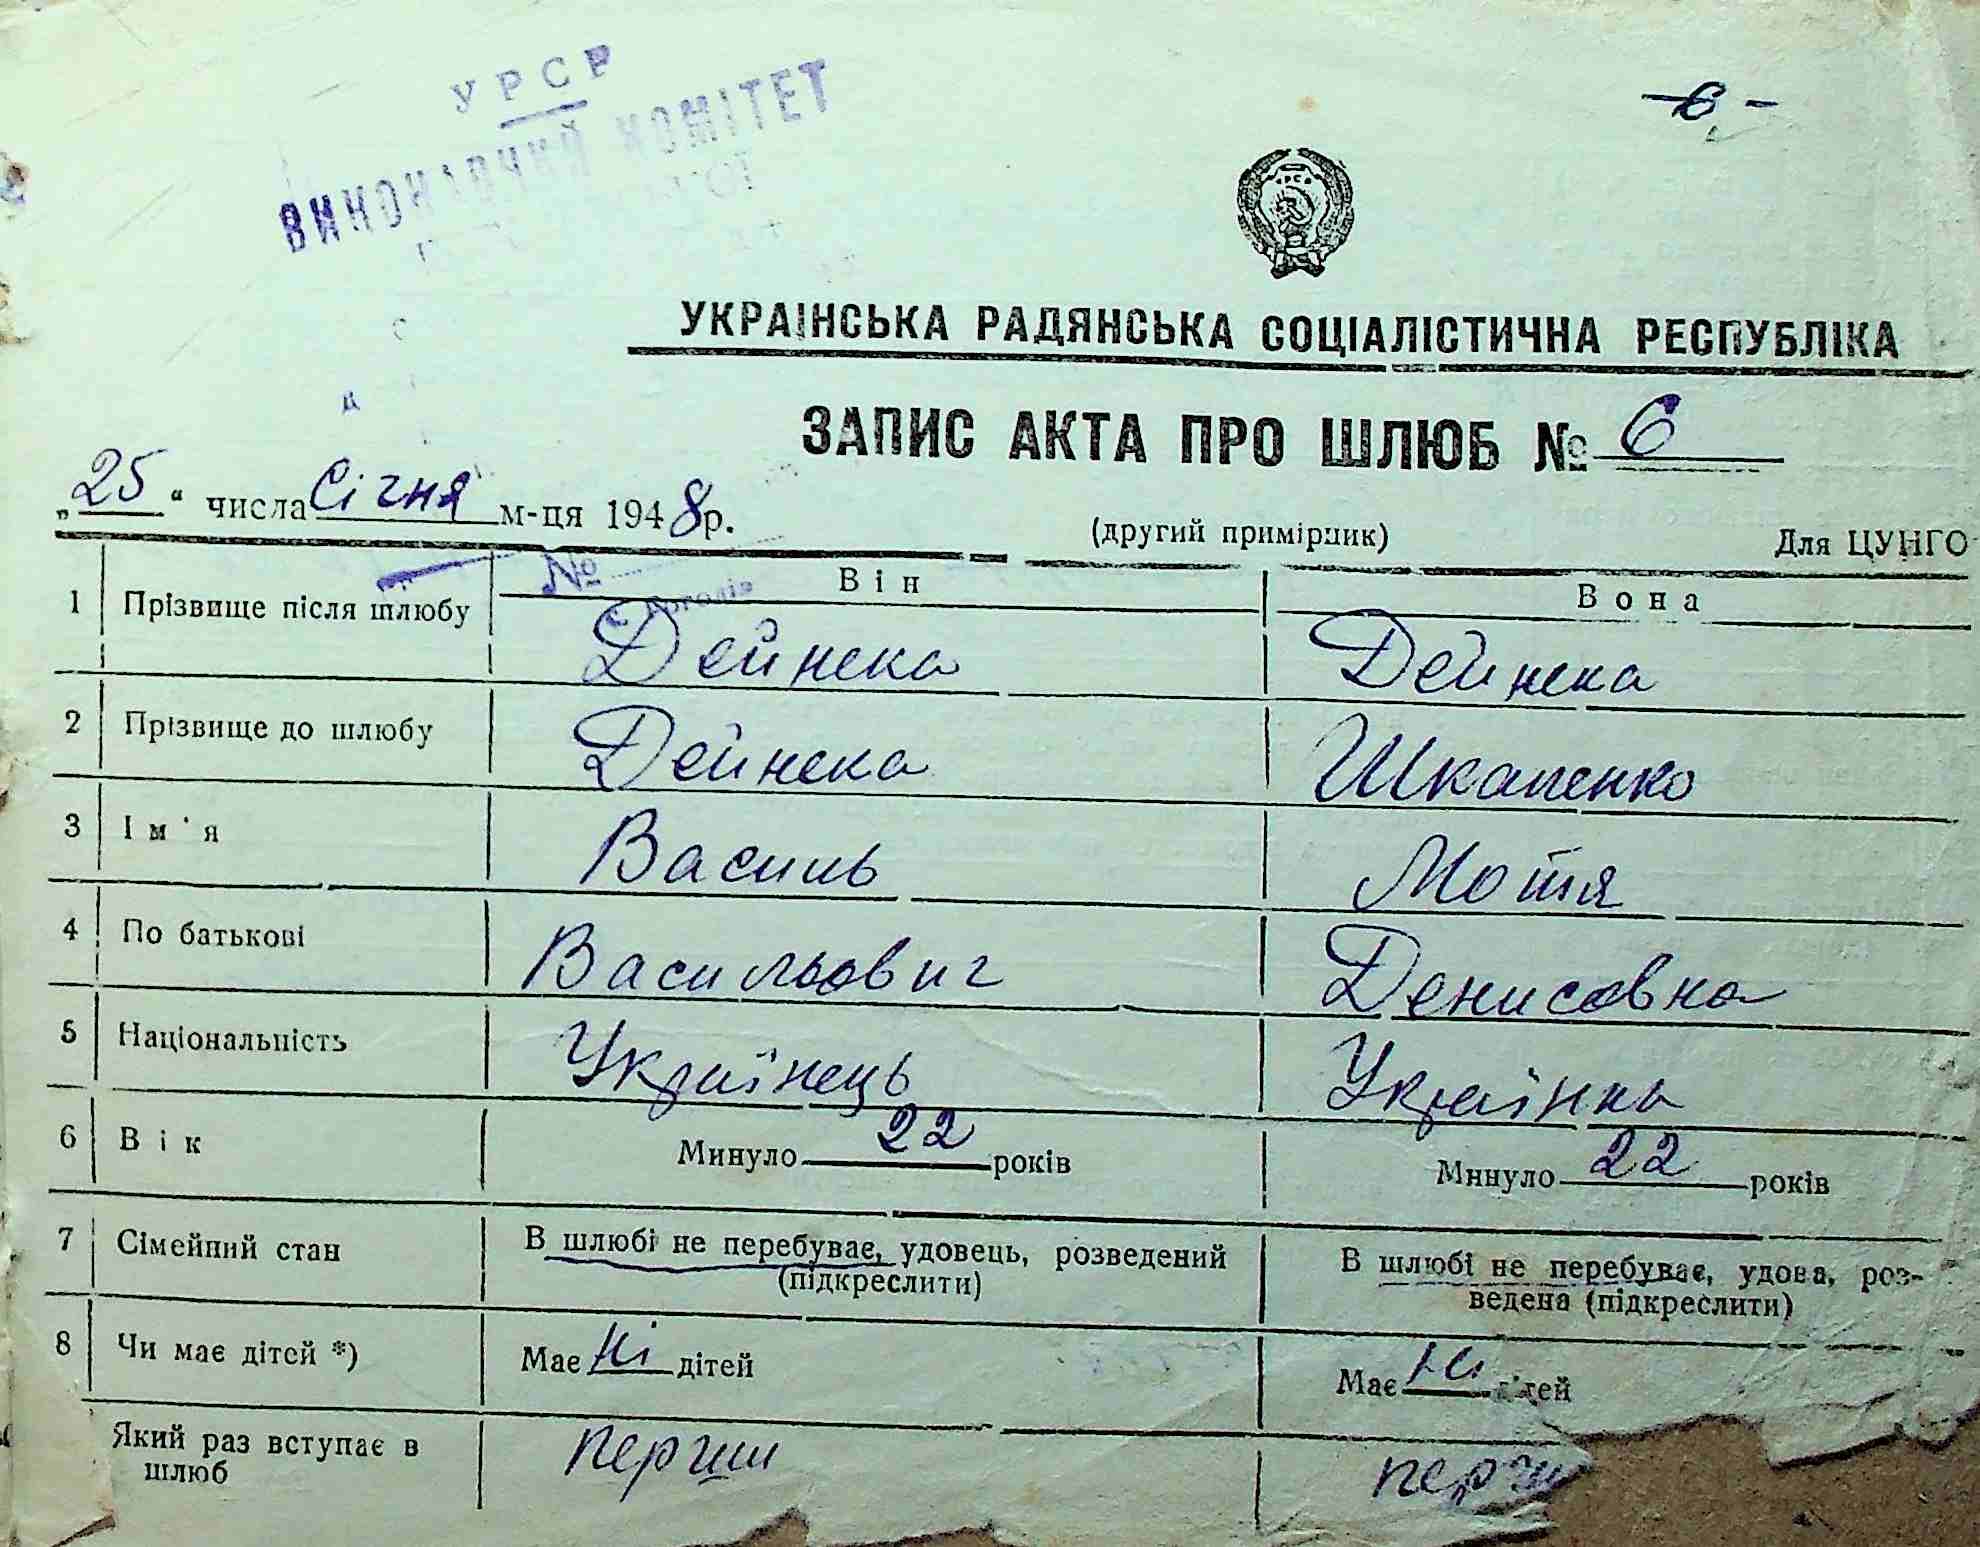 УРСР
ВИКОНАВЧИЙ КОМІТЕТ
- 6 -
УКРАЇНСЬКА РАДЯНСЬКА СОЦІАЛІСТИЧНА РЕСПУБЛІКА
ЗАПИС АКТА ПРО ШЛЮБ № 6
„25“ числа Січня м-ця 1948 р.
(другий примірник) Для ЦУНГО
№
Він Вона
1 Прізвище після шлюбу Дейнека Дейнека
2 Прізвище до шлюбу Дейнека Шкапенко
3 Ім'я Василь Мотя
4 По батькові Васильович Денисовна
5 Національність Українець Українка
6 Вік Минуло 22 років Минуло 22 років
7 Сімейний стан В шлюбі не перебуває, удовець, розведений В шлюбі не перебуває, удова, роз-
(підкреслити) ведена (підкреслити)
8 Чи має дітей *) Має ні дітей Має ні дітей
Який раз вступає в перший
шлюб